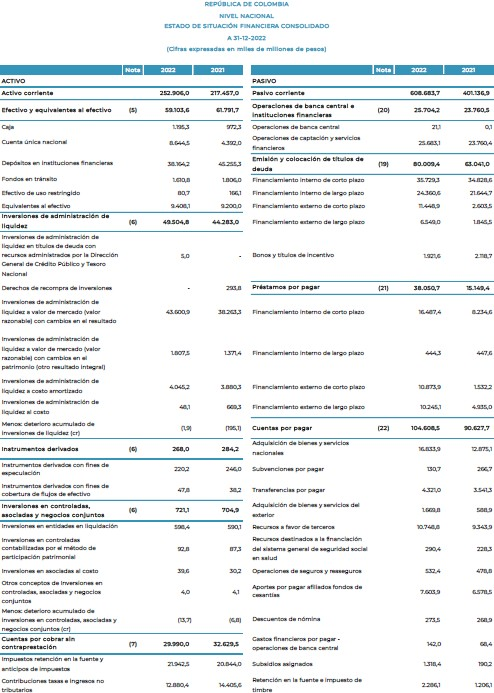 REPÚBLICA DE COLOMBIA
NIVEL NACIONAL
ESTADO DE SITUACIÓN FINANCIERA CONSOLIDADO
A 31-12-2022
(Cifras expresadas en miles de millones de pesos)
Nota 2022 2021
ACTIVO
Activo corriente 252.906,0 217.457,0
Efectivo y equivalentes al efectivo (5) 59.103,6 61.791,7
Caja 1.195,3 972,3
Cuenta única nacional 8.644,5 4.392,0
Depósitos en instituciones financieras 38.164,2 45.255,3
Fondos en tránsito 1.610,8 1.806,0
Efectivo de uso restringido 80,7 166,1
Equivalentes al efectivo 9.408,1 9.200,0
Inversiones de administración de
liquidez (6) 49.504,8 44.283,0
Inversiones de administración de
liquidez en títulos de deuda con
recursos administrados por la Dirección
General de Crédito Público y Tesoro
Nacional 5,0 -
Derechos de recompra de inversiones - 293,8
Inversiones de administración de
liquidez a valor de mercado (valor
razonable) con cambios en el resultado 43.600,9 38.263,3
Inversiones de administración de
liquidez a valor de mercado (valor
razonable) con cambios en el
patrimonio (otro resultado integral) 1.807,5 1.371,4
Inversiones de administración de
liquidez a costo amortizado 4.045,2 3.880,3
Inversiones de administración de
liquidez al costo 48,1 669,3
Menos: deterioro acumulado de
inversiones de liquidez (cr) (1,9) (195,1)
Instrumentos derivados (6) 268,0 284,2
Instrumentos derivados con fines de
especulación 220,2 246,0
Instrumentos derivados con fines de
cobertura de flujos de efectivo 47,8 38,2
Inversiones en controladas,
asociadas y negocios conjuntos (6) 721,1 704,9
Inversiones en entidades en liquidación 598,4 590,1
Inversiones en controladas
contabilizadas por el método de
participación patrimonial 92,8 87,3
Inversiones en asociadas al costo 39,6 30,2
Otros conceptos de inversiones en
controladas, asociadas y negocios
conjuntos 4,0 4,1
Menos: deterioro acumulado de
inversiones en controladas, asociadas y
negocios conjuntos (cr) (13,7) (6,8)
Cuentas por cobrar sin
contraprestación (7) 29.990,0 32.629,5
Impuestos retención en la fuente y
anticipos de impuestos 21.942,5 20.844,0
Contribuciones tasas e ingresos no
tributarios 12.880,4 14.405,6
Nota 2022 2021
PASIVO
Pasivo corriente 608.683,7 401.136,9
Operaciones de banca central e
instituciones financieras (20) 25.704,2 23.760,5
Operaciones de banca central 21,1 0,1
Operaciones de captación y servicios
financieros 25.683,1 23.760,4
Emisión y colocación de títulos de
deuda (19) 80.009,4 63.041,0
Financiamiento interno de corto plazo 35.729,3 34.828,6
Financiamiento interno de largo plazo 24.360,6 21.644,7
Financiamiento externo de corto plazo 11.448,9 2.603,5
Financiamiento externo de largo plazo 6.549,0 1.845,5
Bonos y títulos de incentivo 1.921,6 2.118,7
Préstamos por pagar (21) 38.050,7 15.149,4
Financiamiento interno de corto plazo 16.487,4 8.234,6
Financiamiento interno de largo plazo 444,3 447,6
Financiamiento externo de corto plazo 10.873,9 1.532,2
Financiamiento externo de largo plazo 10.245,1 4.935,0
Cuentas por pagar (22) 104.608,5 90.627,7
Adquisición de bienes y servicios
nacionales 16.833,9 12.875,1
Subvenciones por pagar 130,7 266,7
Transferencias por pagar 4.321,0 3.541,3
Adquisición de bienes y servicios del
exterior 1.669,8 588,9
Recursos a favor de terceros 10.748,8 9.343,9
Recursos destinados a la financiación
del sistema general de seguridad social
en salud 290,4 228,3
Operaciones de seguros y reaseguros 532,4 478,8
Aportes por pagar afiliados fondos de
cesantías 7.603,9 6.578,5
Descuentos de nómina 273,5 268,9
Gastos financieros por pagar -
operaciones de banca central 142,0 68,4
Subsidios asignados 1.318,4 190,2
Retención en la fuente e impuesto de
timbre 2.286,1 1.206,1